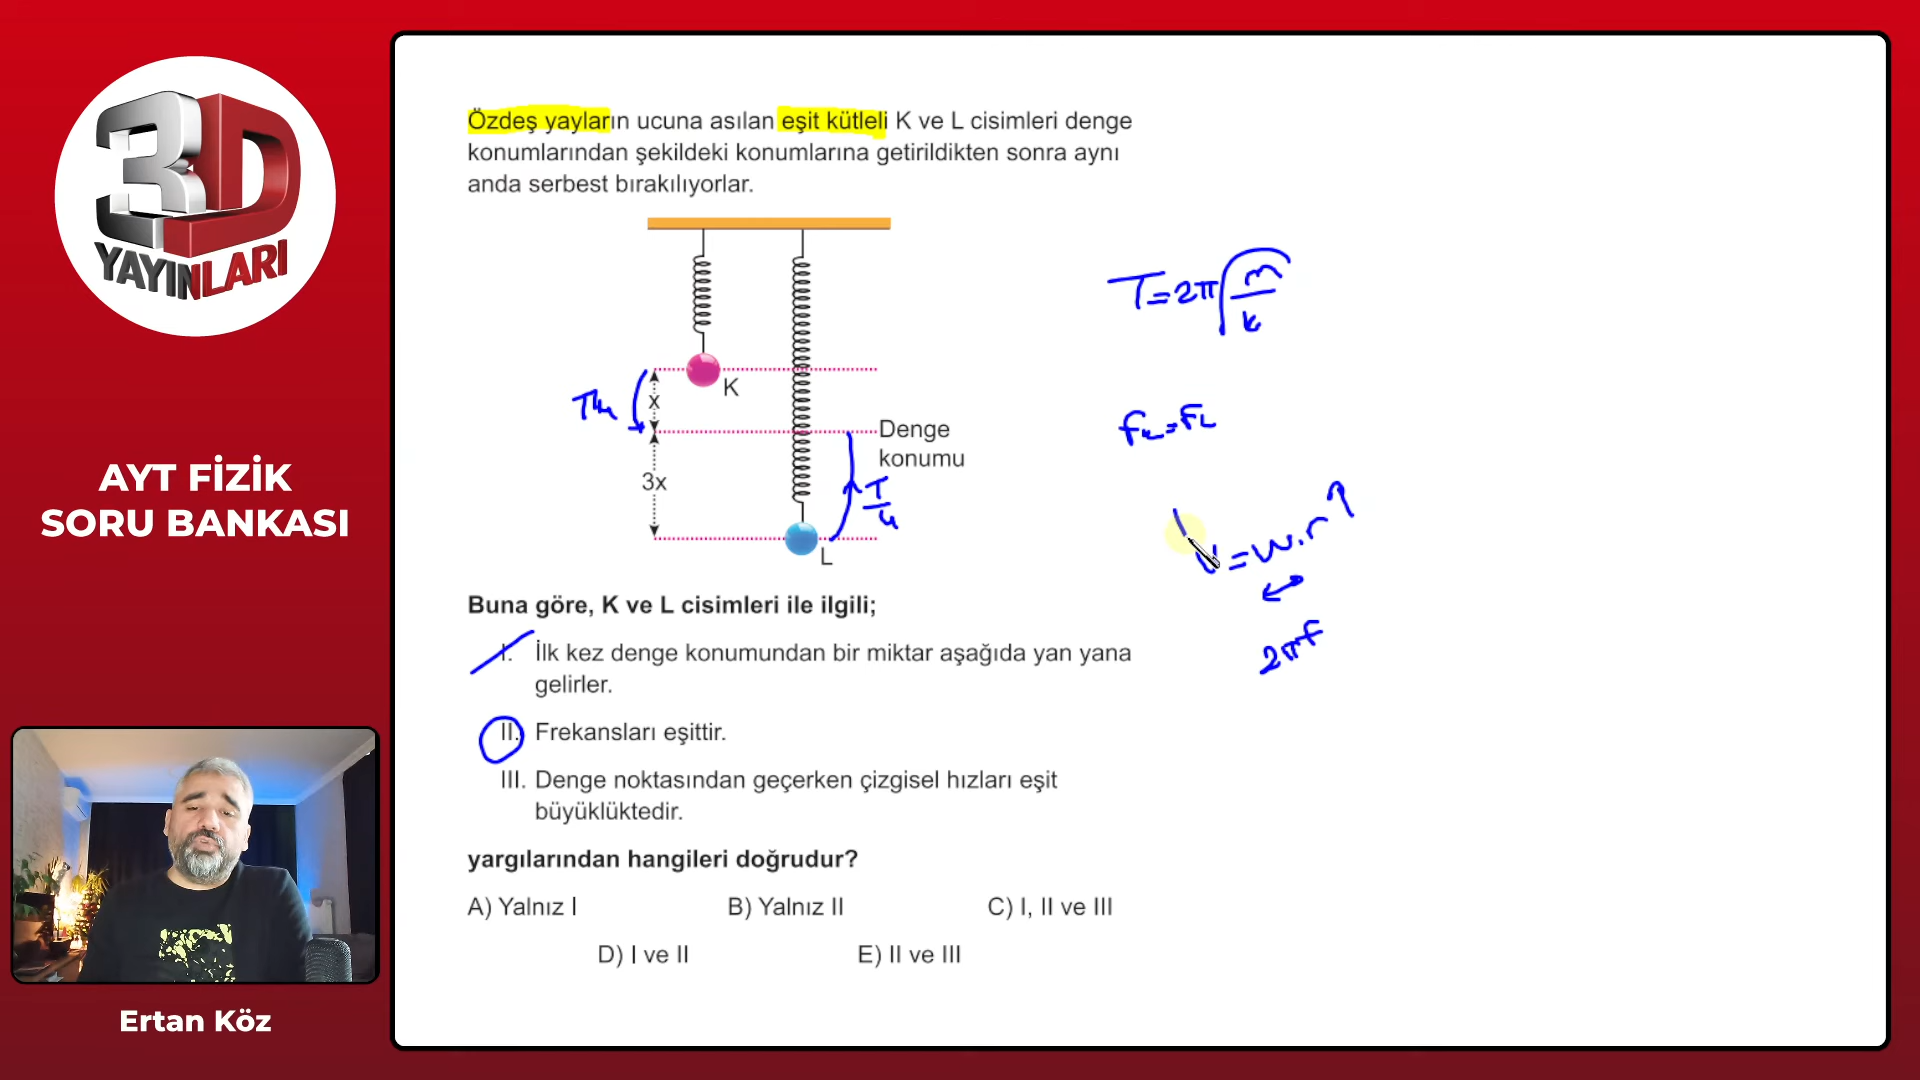 3D
YAYINLARI
AYT FİZİK
SORU BANKASI
Ertan Köz
Özdeş yayların ucuna asılan eşit kütleli K ve L cisimleri denge
konumlarından şekildeki konumlarına getirildikten sonra aynı
anda serbest bırakılıyorlar.
K
x
Denge
konumu
3x
L
T/4
T/4
T=2π√m/k
fK=fL
V=w.r↑
2πf
Buna göre, K ve L cisimleri ile ilgili;
I. İlk kez denge konumundan bir miktar aşağıda yan yana
gelirler.
II. Frekansları eşittir.
III. Denge noktasından geçerken çizgisel hızları eşit
büyüklüktedir.
yargılarından hangileri doğrudur?
A) Yalnız I B) Yalnız II C) I, II ve III
D) I ve II E) II ve III